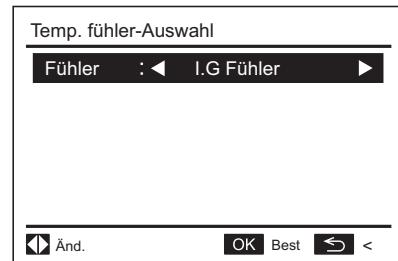 Temp. fühler-Auswahl
Fühler : ◀ I.G Fühler ▶
Änd. OK Best <